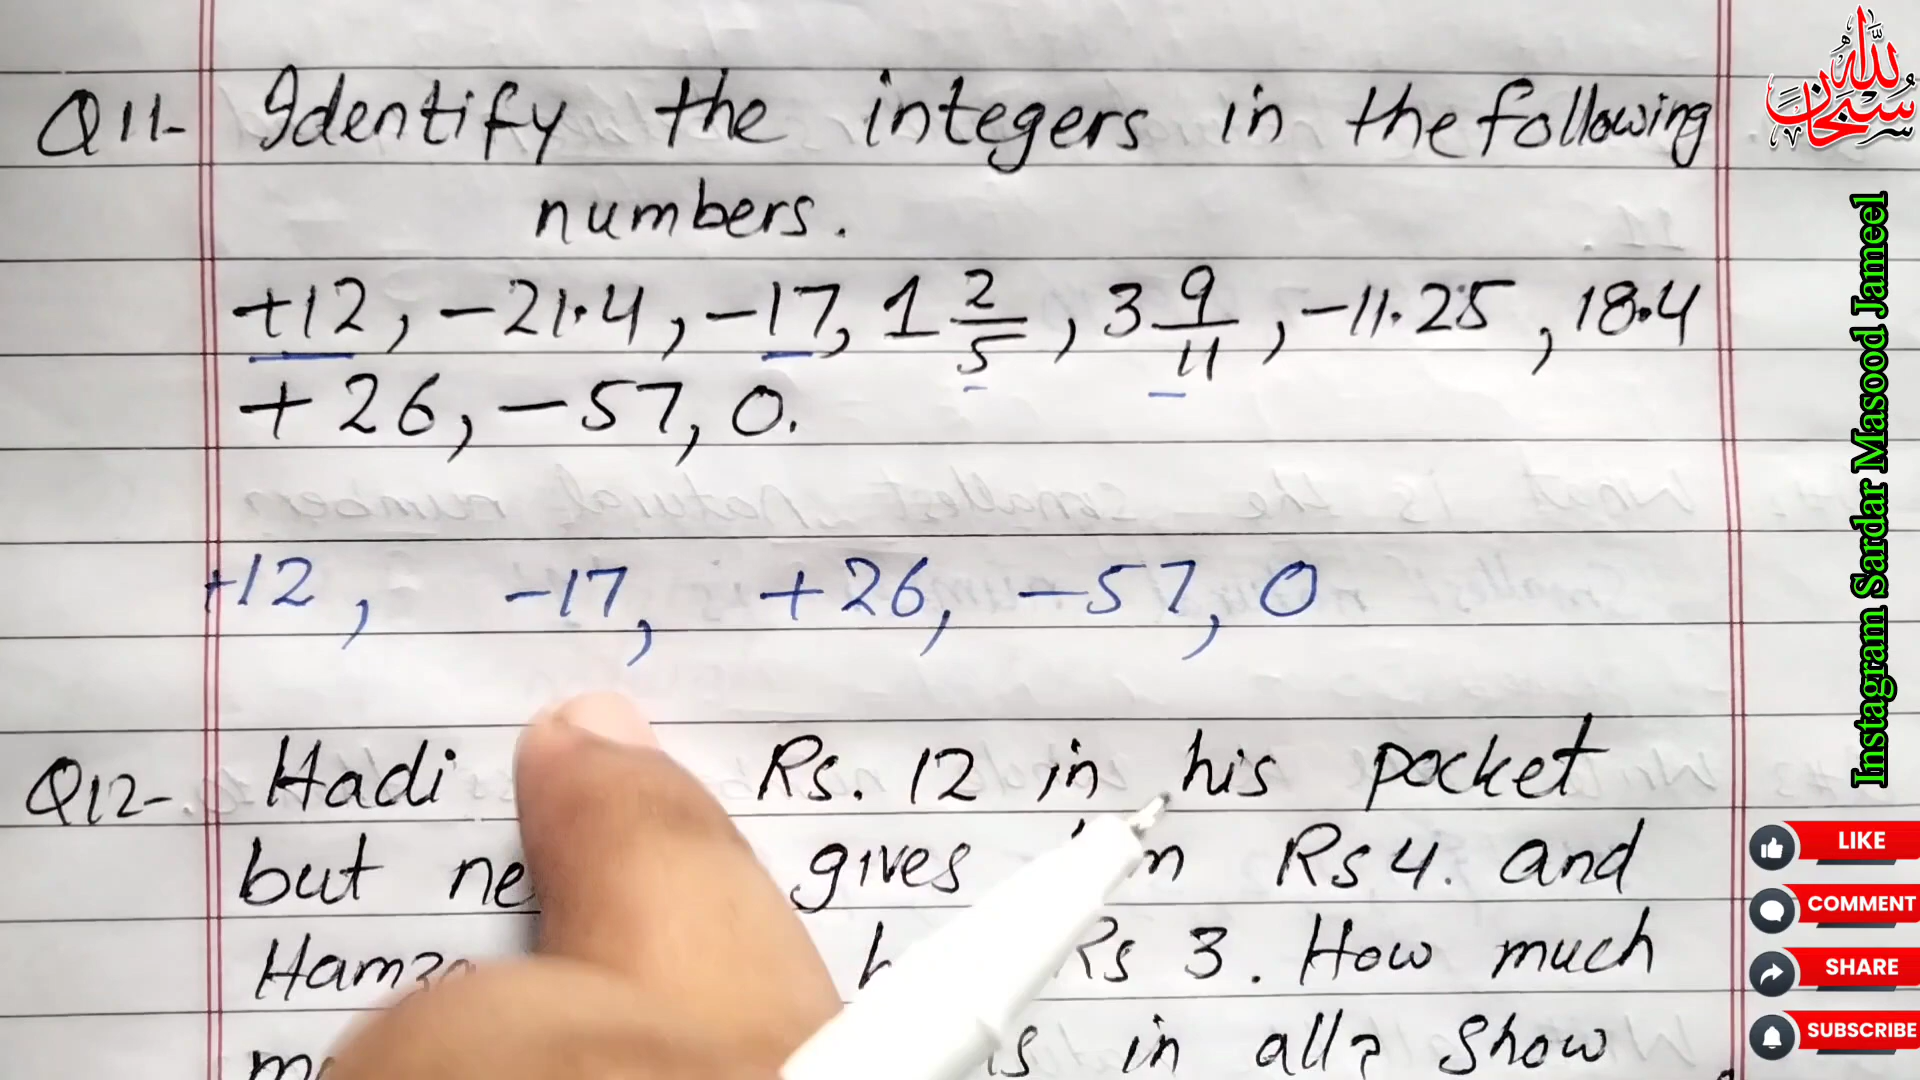 Q11- Identify the integers in the following
numbers.
+12, -21.4, -17, 1 2/5, 3 9/11, -11.25, 18.4
+26, -57, 0.
+12, -17, +26, -57, 0
Q12- Hadi Rs. 12 in his pocket
but gives Rs 4. and
Rs 3. How much
in all? Show
سبحان الله
Instagram Sardar Masood Jameel
LIKE
COMMENT
SHARE
SUBSCRIBE